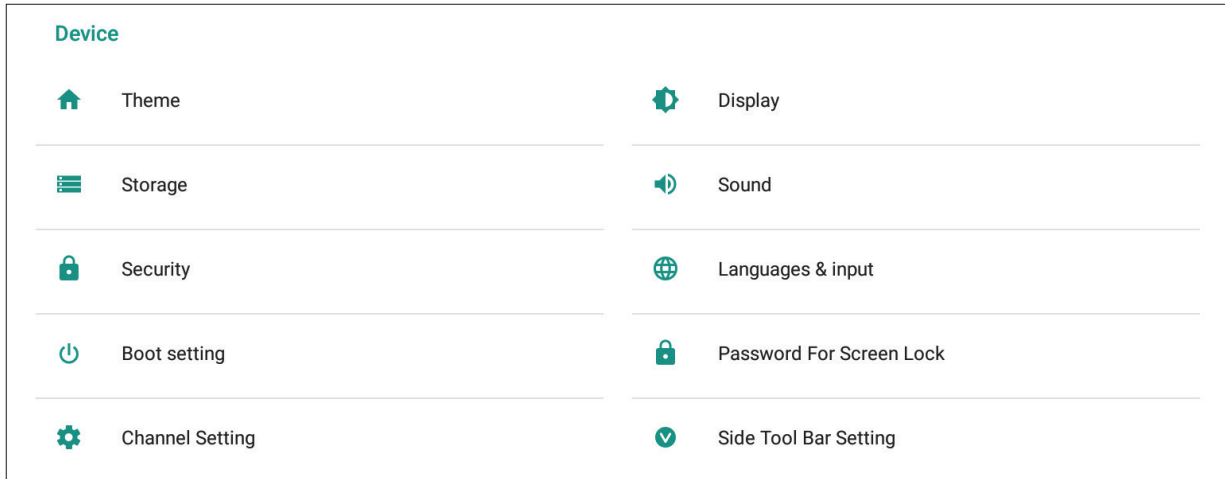 Device
Theme
Display
Storage
Sound
Security
Languages & input
Boot setting
Password For Screen Lock
Channel Setting
Side Tool Bar Setting